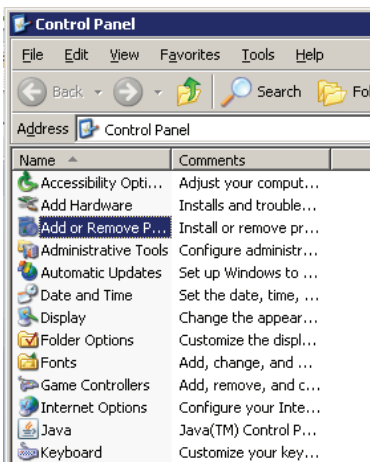 Control Panel
File Edit View Favorites Tools Help
Back Search Fol
Address Control Panel
Name Comments
Accessibility Opti... Adjust your comput...
Add Hardware Installs and trouble...
Add or Remove P... Install or remove pr...
Administrative Tools Configure administr...
Automatic Updates Set up Windows to ...
Date and Time Set the date, time, ...
Display Change the appear...
Folder Options Customize the displ...
Fonts Add, change, and ...
Game Controllers Add, remove, and c...
Internet Options Configure your Inte...
Java Java(TM) Control P...
Keyboard Customize your key...